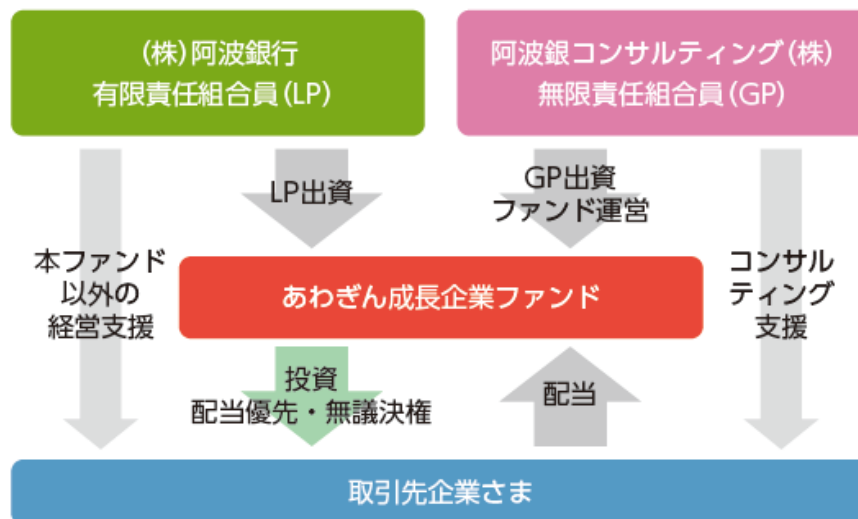 (株)阿波銀行
有限責任組合員(LP)
阿波銀コンサルティング(株)
無限責任組合員(GP)
LP出資
GP出資
ファンド運営
本ファンド
以外の
経営支援
あわぎん成長企業ファンド
コンサル
ティング
支援
投資
配当優先・無議決権
配当
取引先企業さま